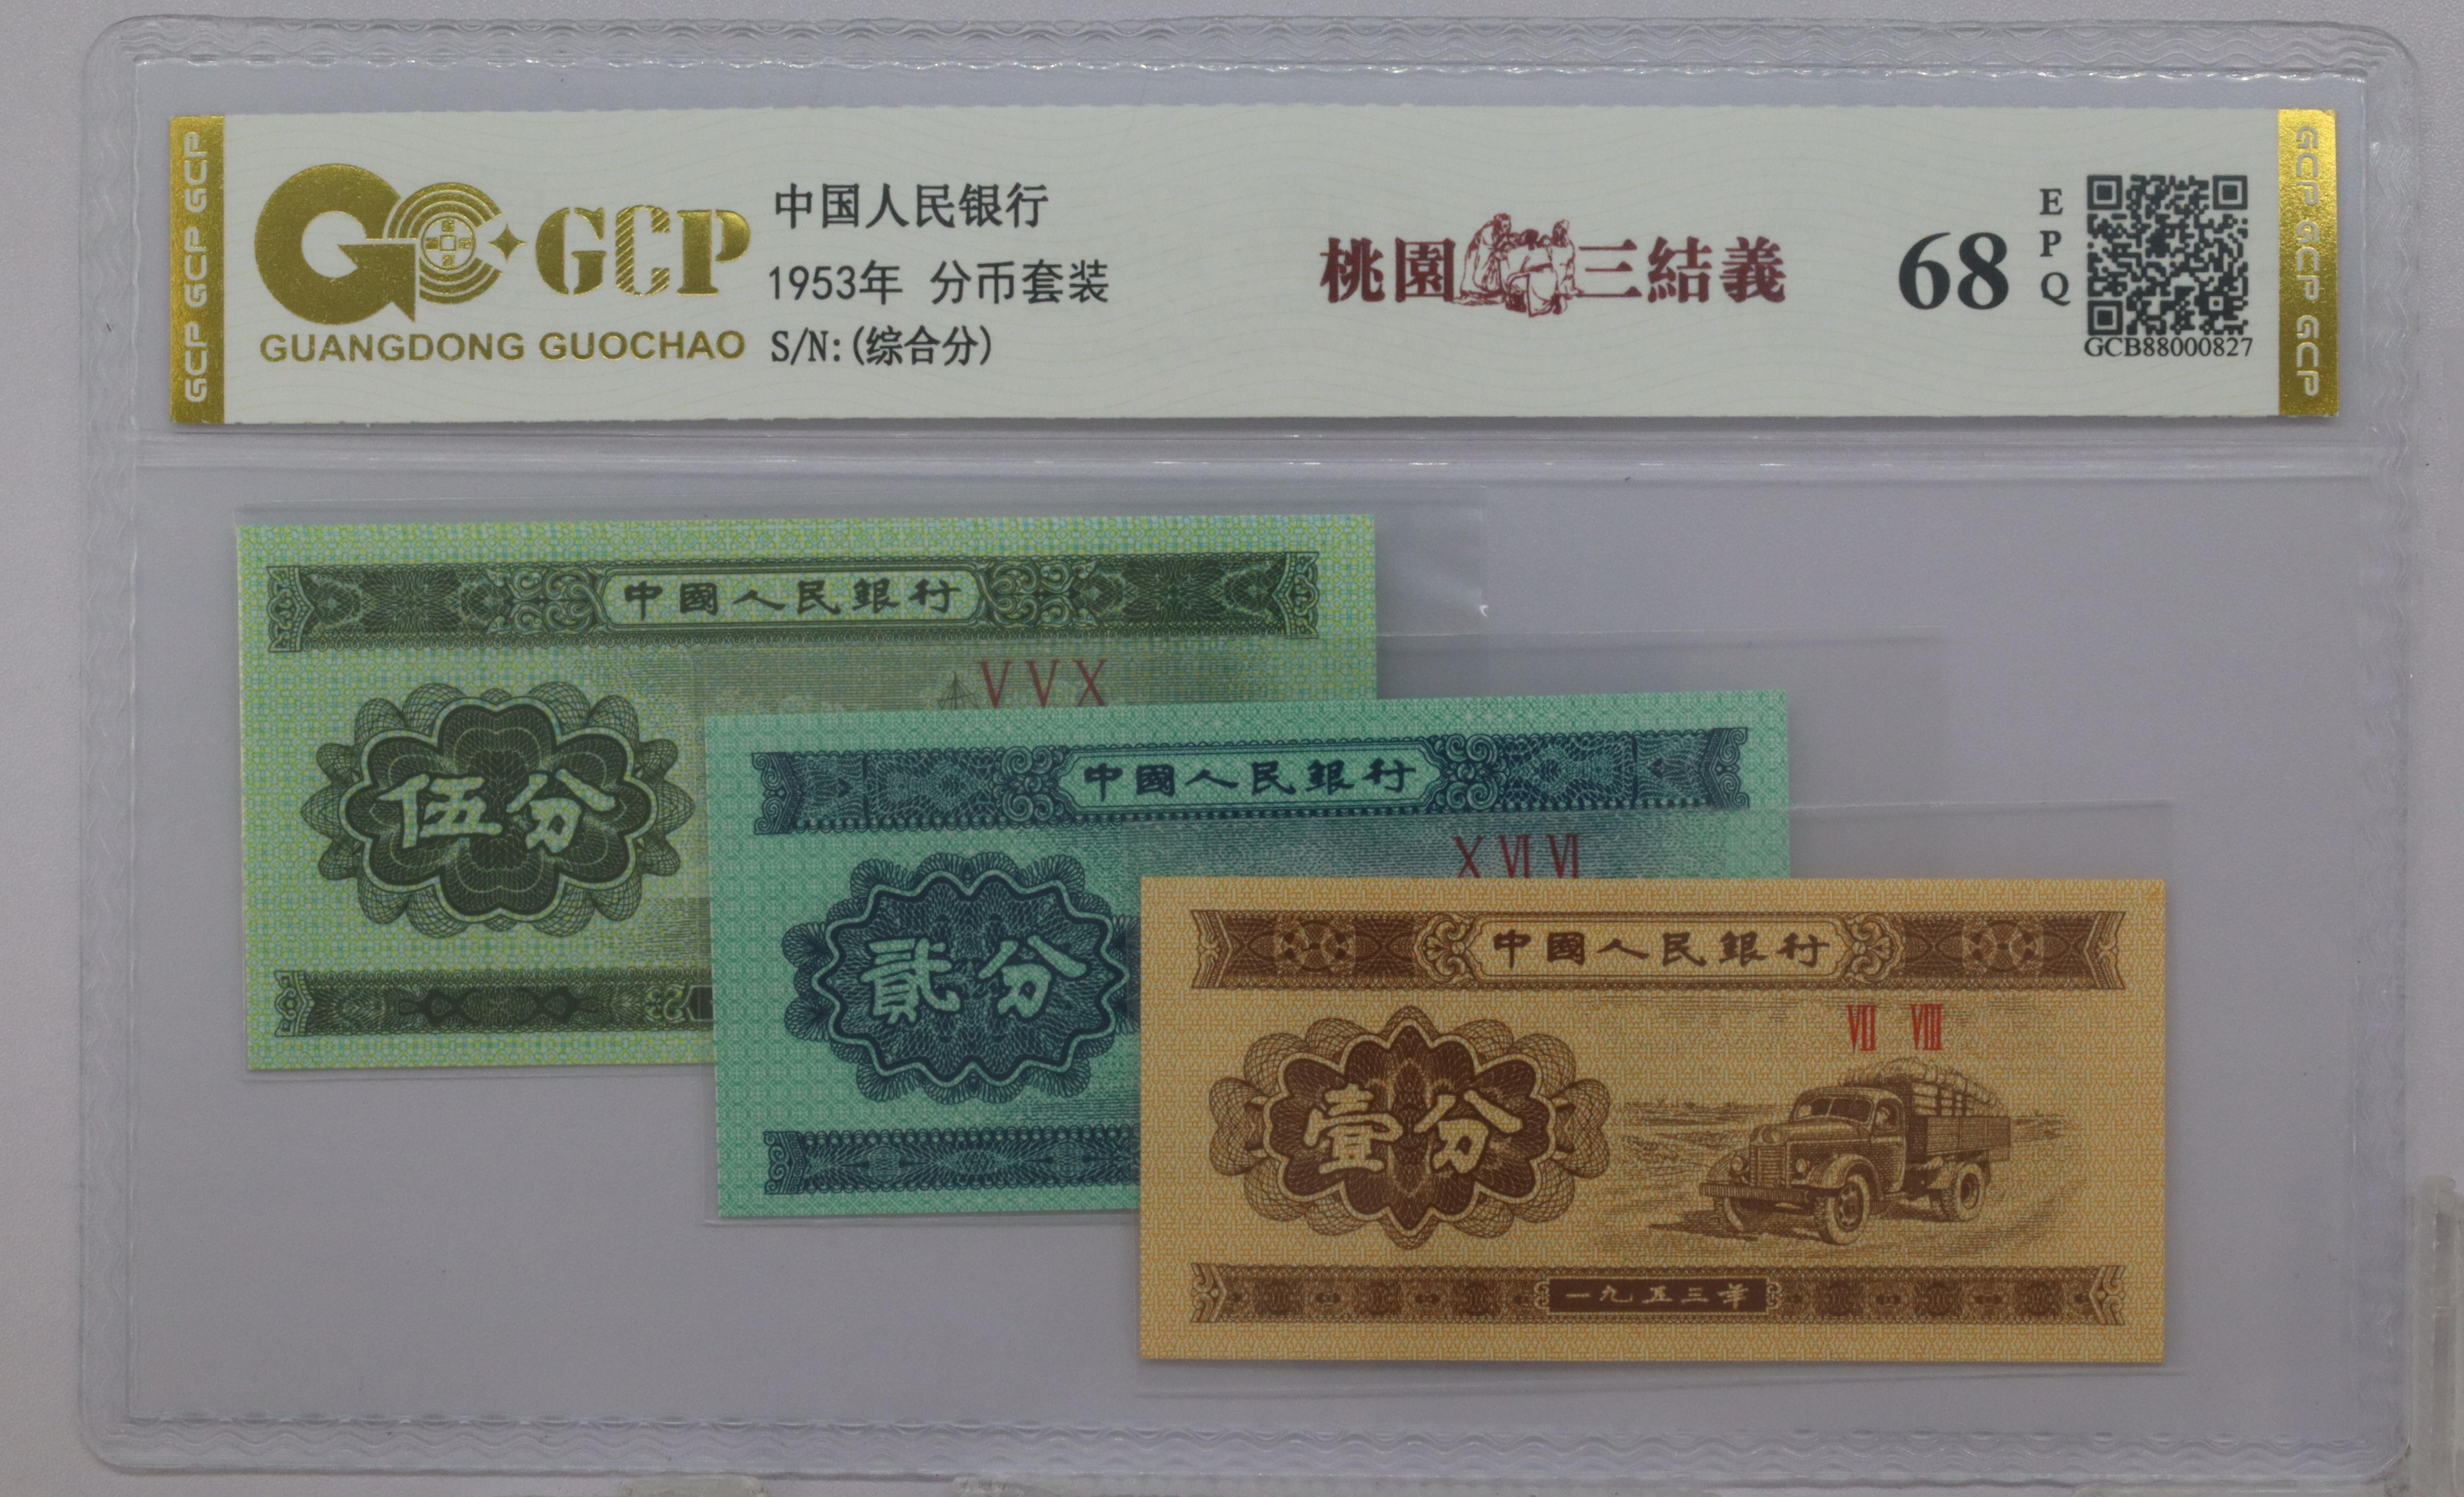 GCP GCP GCP
GCP
GUANGDONG GUOCHAO
中国人民银行
1953年 分币套装
S/N:(综合分)
桃園三結義
68
EPQ
GCB88000827
GCP GCP GCP
中國人民銀行
V V X
伍分
中國人民銀行
X VI VI
貳分
中國人民銀行
VII VIII
壹分
一九五三年